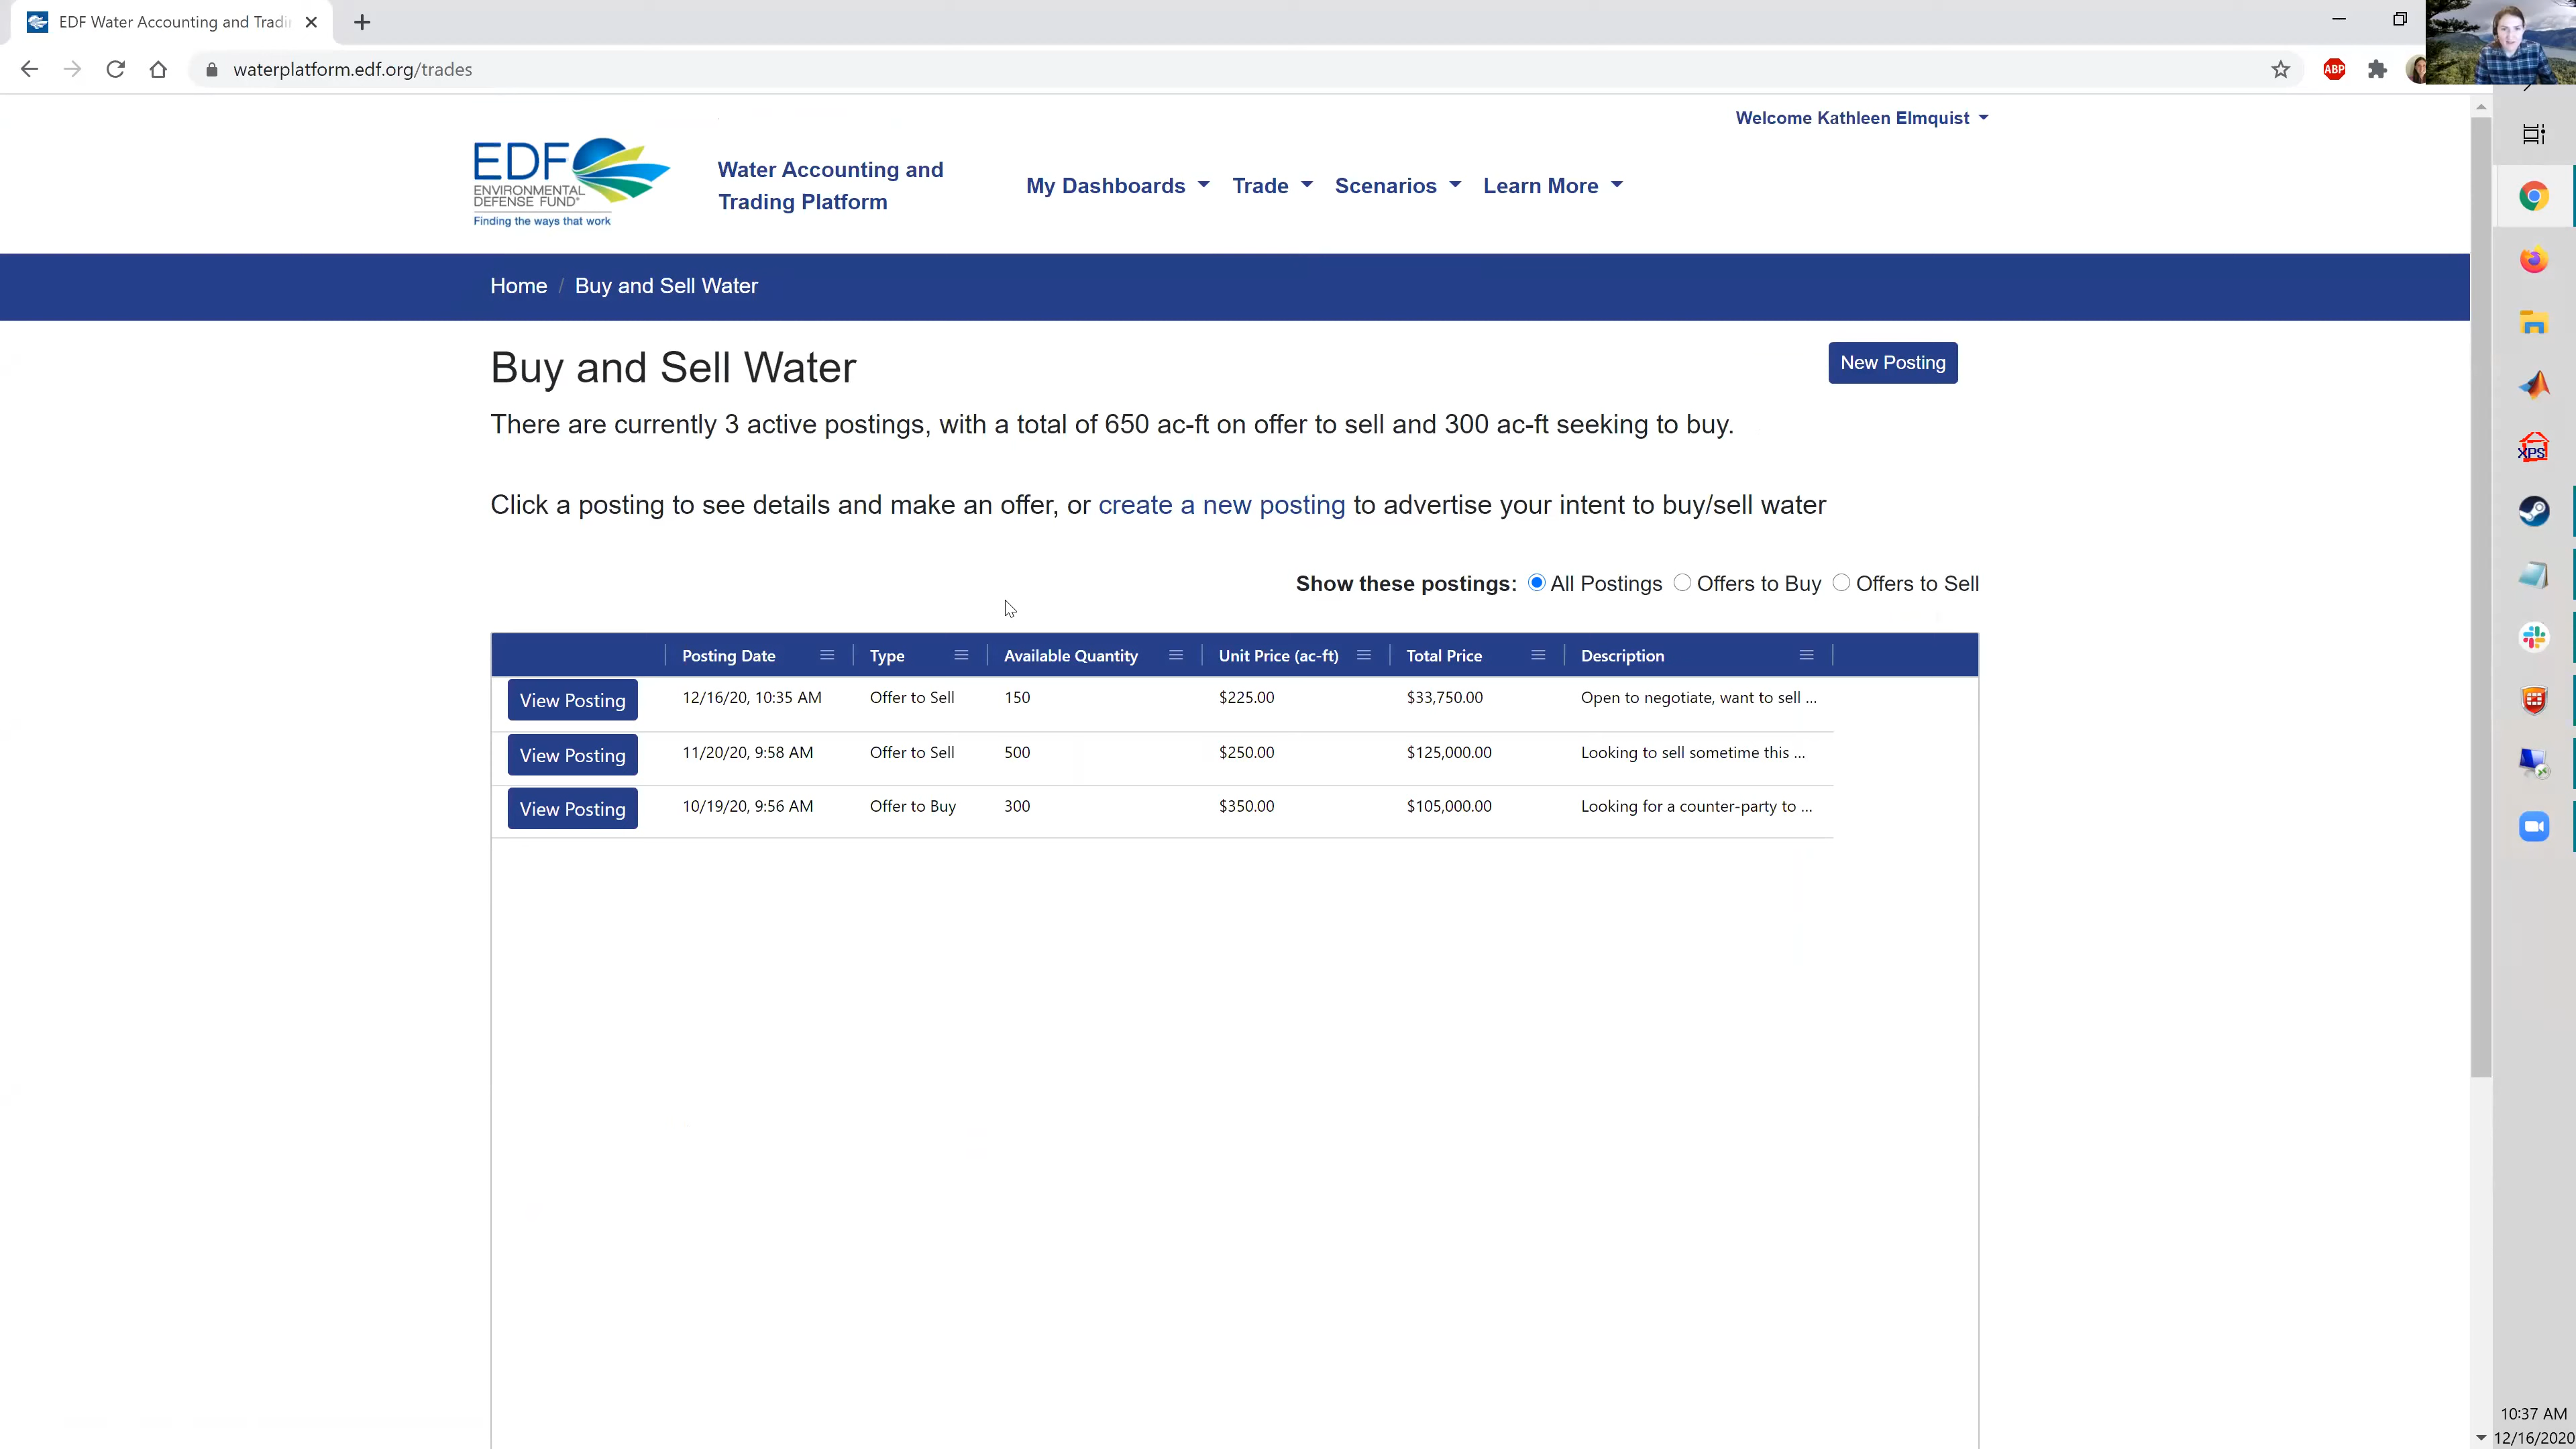 EDF Water Accounting and Tradi
waterplatform.edf.org/trades
ABP
Welcome Kathleen Elmquist
EDF
ENVIRONMENTAL
DEFENSE FUND®
Finding the ways that work
Water Accounting and
Trading Platform
My Dashboards Trade Scenarios Learn More
Home / Buy and Sell Water
Buy and Sell Water
New Posting
There are currently 3 active postings, with a total of 650 ac-ft on offer to sell and 300 ac-ft seeking to buy.
Click a posting to see details and make an offer, or create a new posting to advertise your intent to buy/sell water
Show these postings: All Postings Offers to Buy Offers to Sell
Posting Date Type Available Quantity Unit Price (ac-ft) Total Price Description
View Posting 12/16/20, 10:35 AM Offer to Sell 150 $225.00 $33,750.00 Open to negotiate, want to sell ...
View Posting 11/20/20, 9:58 AM Offer to Sell 500 $250.00 $125,000.00 Looking to sell sometime this ...
View Posting 10/19/20, 9:56 AM Offer to Buy 300 $350.00 $105,000.00 Looking for a counter-party to ...
XPS
10:37 AM
12/16/2020